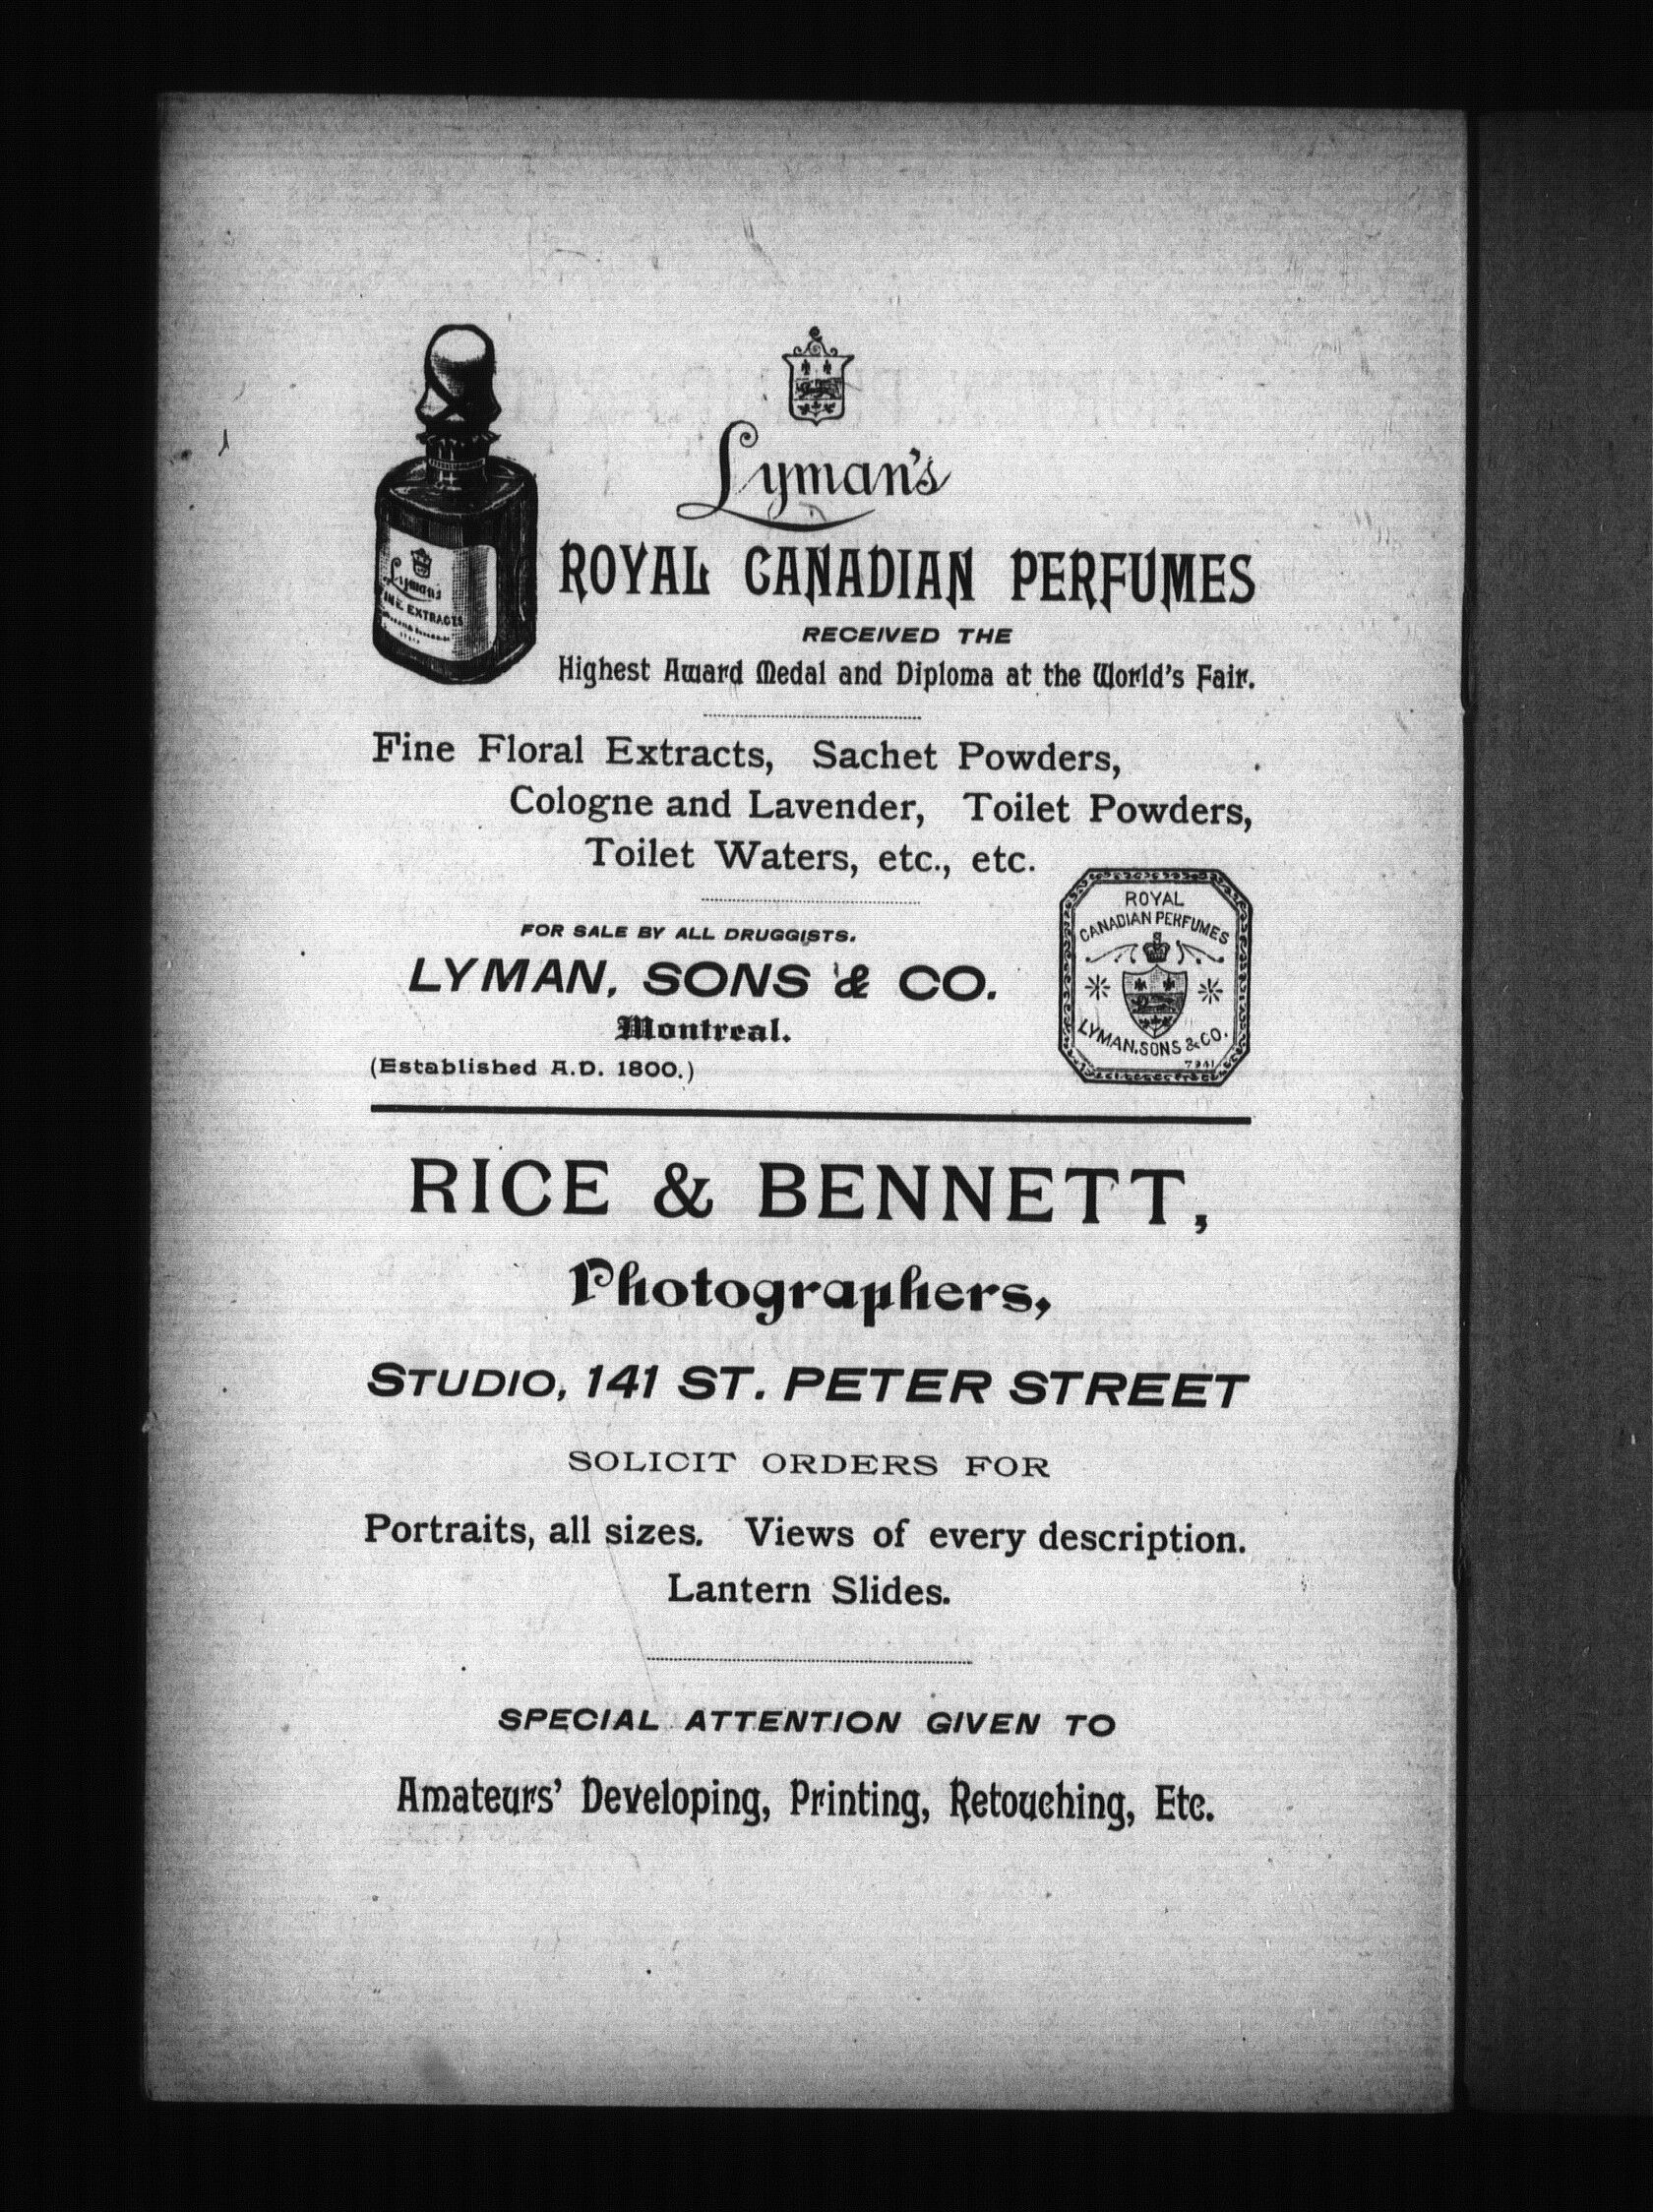 Lyman's
ROYAL CANADIAN PERFUMES
RECEIVED THE
Highest Award Medal and Diploma at the World's Fair.
Lyman's
FINE EXTRACTS
Fine Floral Extracts, Sachet Powders,
Cologne and Lavender, Toilet Powders,
Toilet Waters, etc., etc.
FOR SALE BY ALL DRUGGISTS.
LYMAN, SONS & CO.
Montreal.
(Established A.D. 1800.)
ROYAL
CANADIAN PERFUMES
LYMAN, SONS & CO.
RICE & BENNETT,
Photographers,
STUDIO, 141 ST. PETER STREET
SOLICIT ORDERS FOR
Portraits, all sizes. Views of every description.
Lantern Slides.
SPECIAL ATTENTION GIVEN TO
Amateurs' Developing, Printing, Retouching, Etc.